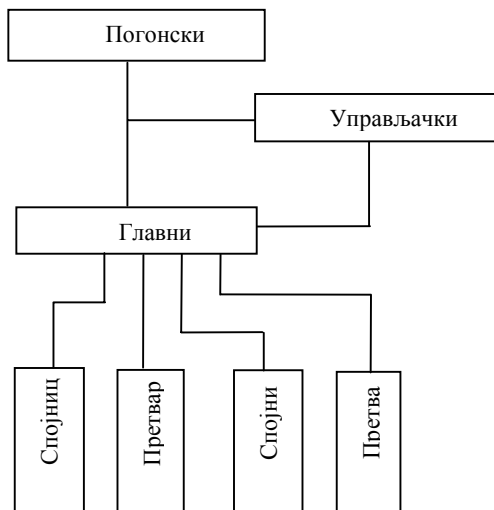 Погонски
Управљачки
Главни
Спојниц
Претвар
Спојни
Претва